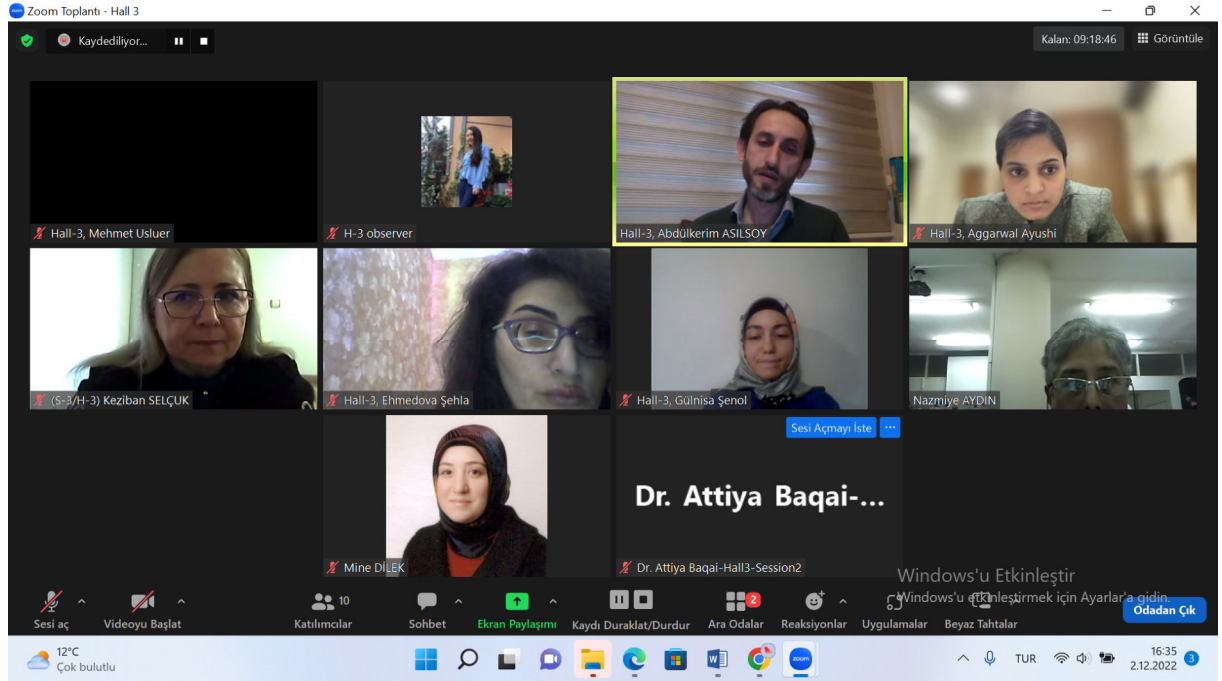 zoom Zoom Toplantı - Hall 3
Kaydediliyor...
Kalan: 09:18:46
Görüntüle
Hall-3, Mehmet Usluer
H-3 observer
Hall-3, Abdülkerim ASILSOY
Hall-3, Aggarwal Ayushi
(S-3/H-3) Keziban SELÇUK
Hall-3, Ehmedova Şehla
Hall-3, Gülnisa Şenol
Nazmiye AYDIN
Sesi Açmayı İste ...
Dr. Attiya Baqai-...
Mine DİLEK
Dr. Attiya Baqai-Hall3-Session2
Windows'u Etkinleştir
Windows'u etkinleştirmek için Ayarlar'a gidin.
10
2
Sesi aç
Videoyu Başlat
Katılımcılar
Sohbet
Ekran Paylaşımı
Kaydı Duraklat/Durdur
Ara Odalar
Reaksiyonlar
Uygulamalar
Beyaz Tahtalar
Odadan Çık
12°C
Çok bulutlu
zoom
TUR
16:35
2.12.2022
3